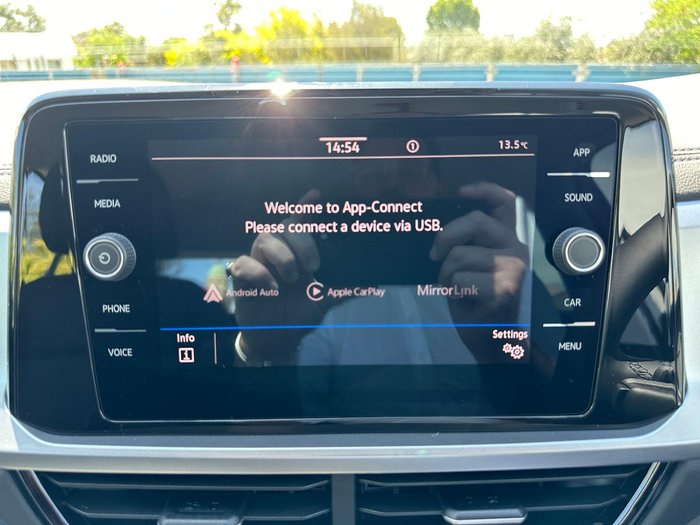 14:54 1 13.5°C
RADIO
MEDIA
PHONE
VOICE
APP
SOUND
CAR
MENU
Welcome to App-Connect
Please connect a device via USB.
Android Auto Apple CarPlay MirrorLink
Info
Settings